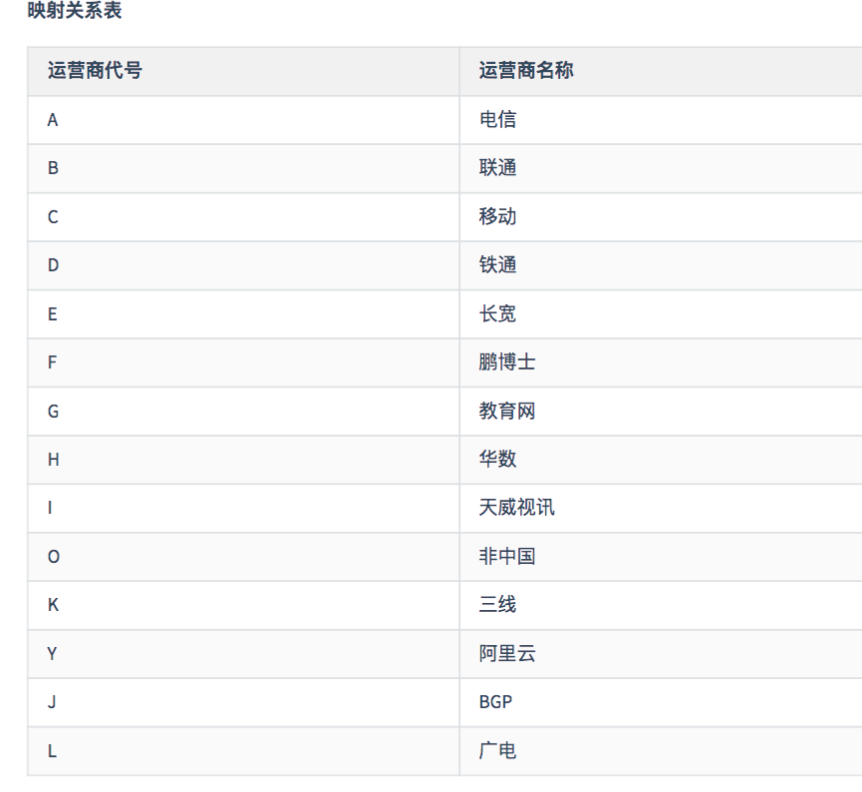 映射关系表
运营商代号 运营商名称
A 电信
B 联通
C 移动
D 铁通
E 长宽
F 鹏博士
G 教育网
H 华数
I 天威视讯
O 非中国
K 三线
Y 阿里云
J BGP
L 广电